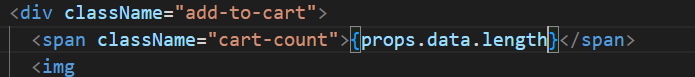 <div className="add-to-cart">
<span className="cart-count">{props.data.length}</span>
<img